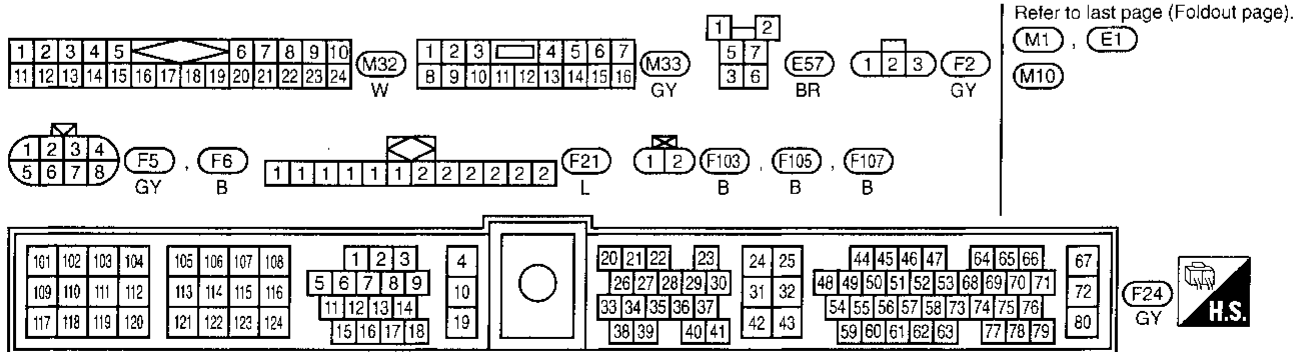 Refer to last page (Foldout page).
M1 , E1
M10
1 2 3 4 5 6 7 8 9 10
11 12 13 14 15 16 17 18 19 20 21 22 23 24
M32
W
1 2 3 4 5 6 7
8 9 10 11 12 13 14 15 16
M33
GY
1 2
5 7
3 6
E57
BR
1 2 3
F2
GY
1 2 3 4
5 6 7 8
F5 , F6
GY B
1 1 1 1 1 1 2 2 2 2 2 2
F21
L
1 2
F103 , F105 , F107
B B B
101 102 103 104 105 106 107 108 1 2 3 4 20 21 22 23 24 25 44 45 46 47 64 65 66 67
5 6 7 8 9 26 27 28 29 30 48 49 50 51 52 53 68 69 70 71
109 110 111 112 113 114 115 116 10 31 32 72
11 12 13 14 33 34 35 36 37 54 55 56 57 58 73 74 75 76
117 118 119 120 121 122 123 124 15 16 17 18 19 38 39 40 41 42 43 59 60 61 62 63 77 78 79 80
F24
GY
H.S.